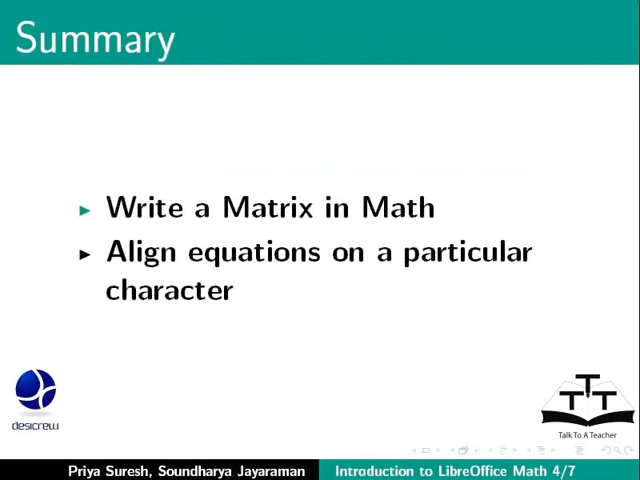 Summary
Write a Matrix in Math
Align equations on a particular
character
desicrew
T T T
Talk To A Teacher
Priya Suresh, Soundharya Jayaraman Introduction to LibreOffice Math 4/7